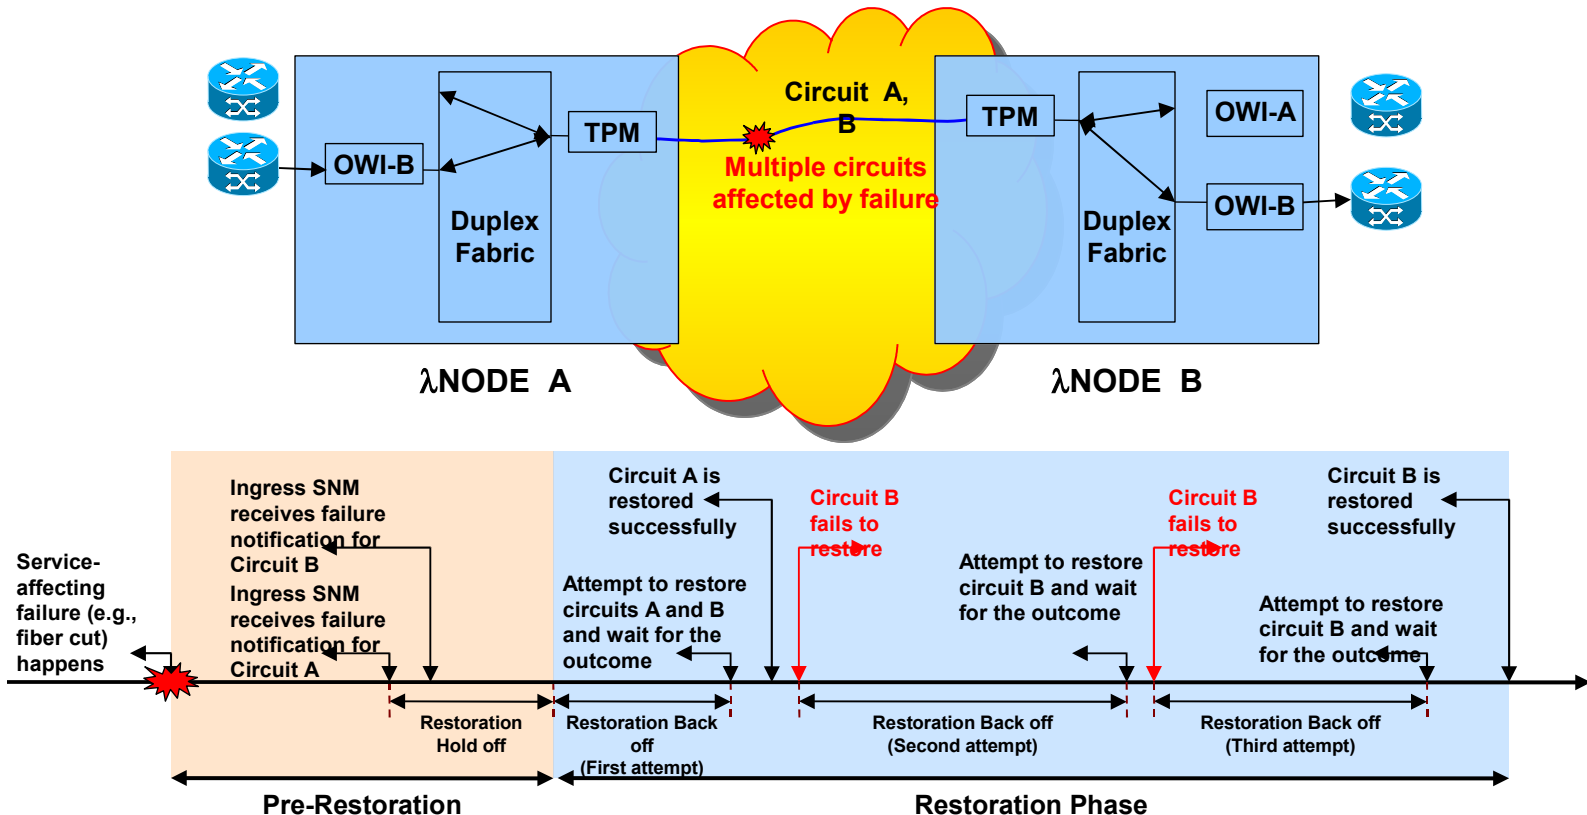 Circuit A,
B
TPM
TPM
OWI-A
OWI-B
OWI-B
Multiple circuits
affected by failure
Duplex
Fabric
Duplex
Fabric
λNODE A
λNODE B
Service-
affecting
failure (e.g.,
fiber cut)
happens
Ingress SNM
receives failure
notification for
Circuit B
Ingress SNM
receives failure
notification for
Circuit A
Circuit A is
restored
successfully
Attempt to restore
circuits A and B
and wait for the
outcome
Circuit B
fails to
restore
Attempt to restore
circuit B and wait
for the outcome
Circuit B
fails to
restore
Attempt to restore
circuit B and wait
for the outcome
Circuit B is
restored
successfully
Restoration
Hold off
Restoration Back
off
(First attempt)
Restoration Back off
(Second attempt)
Restoration Back off
(Third attempt)
Pre-Restoration
Restoration Phase